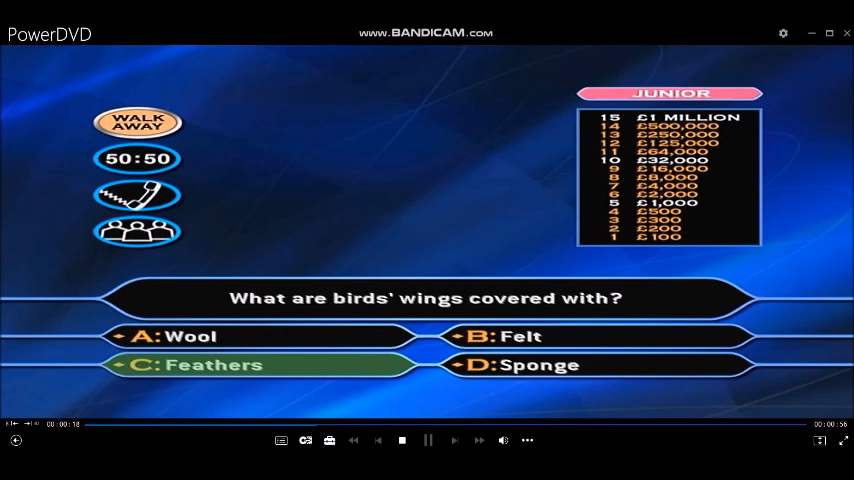 PowerDVD
www.BANDICAM.com
JUNIOR
WALK
AWAY
50:50
15 £1 MILLION
14 £500,000
13 £250,000
12 £125,000
11 £64,000
10 £32,000
9 £16,000
8 £8,000
7 £4,000
6 £2,000
5 £1,000
4 £500
3 £300
2 £200
1 £100
What are birds' wings covered with?
A: Wool
B: Felt
C: Feathers
D: Sponge
00:00:18
00:00:56